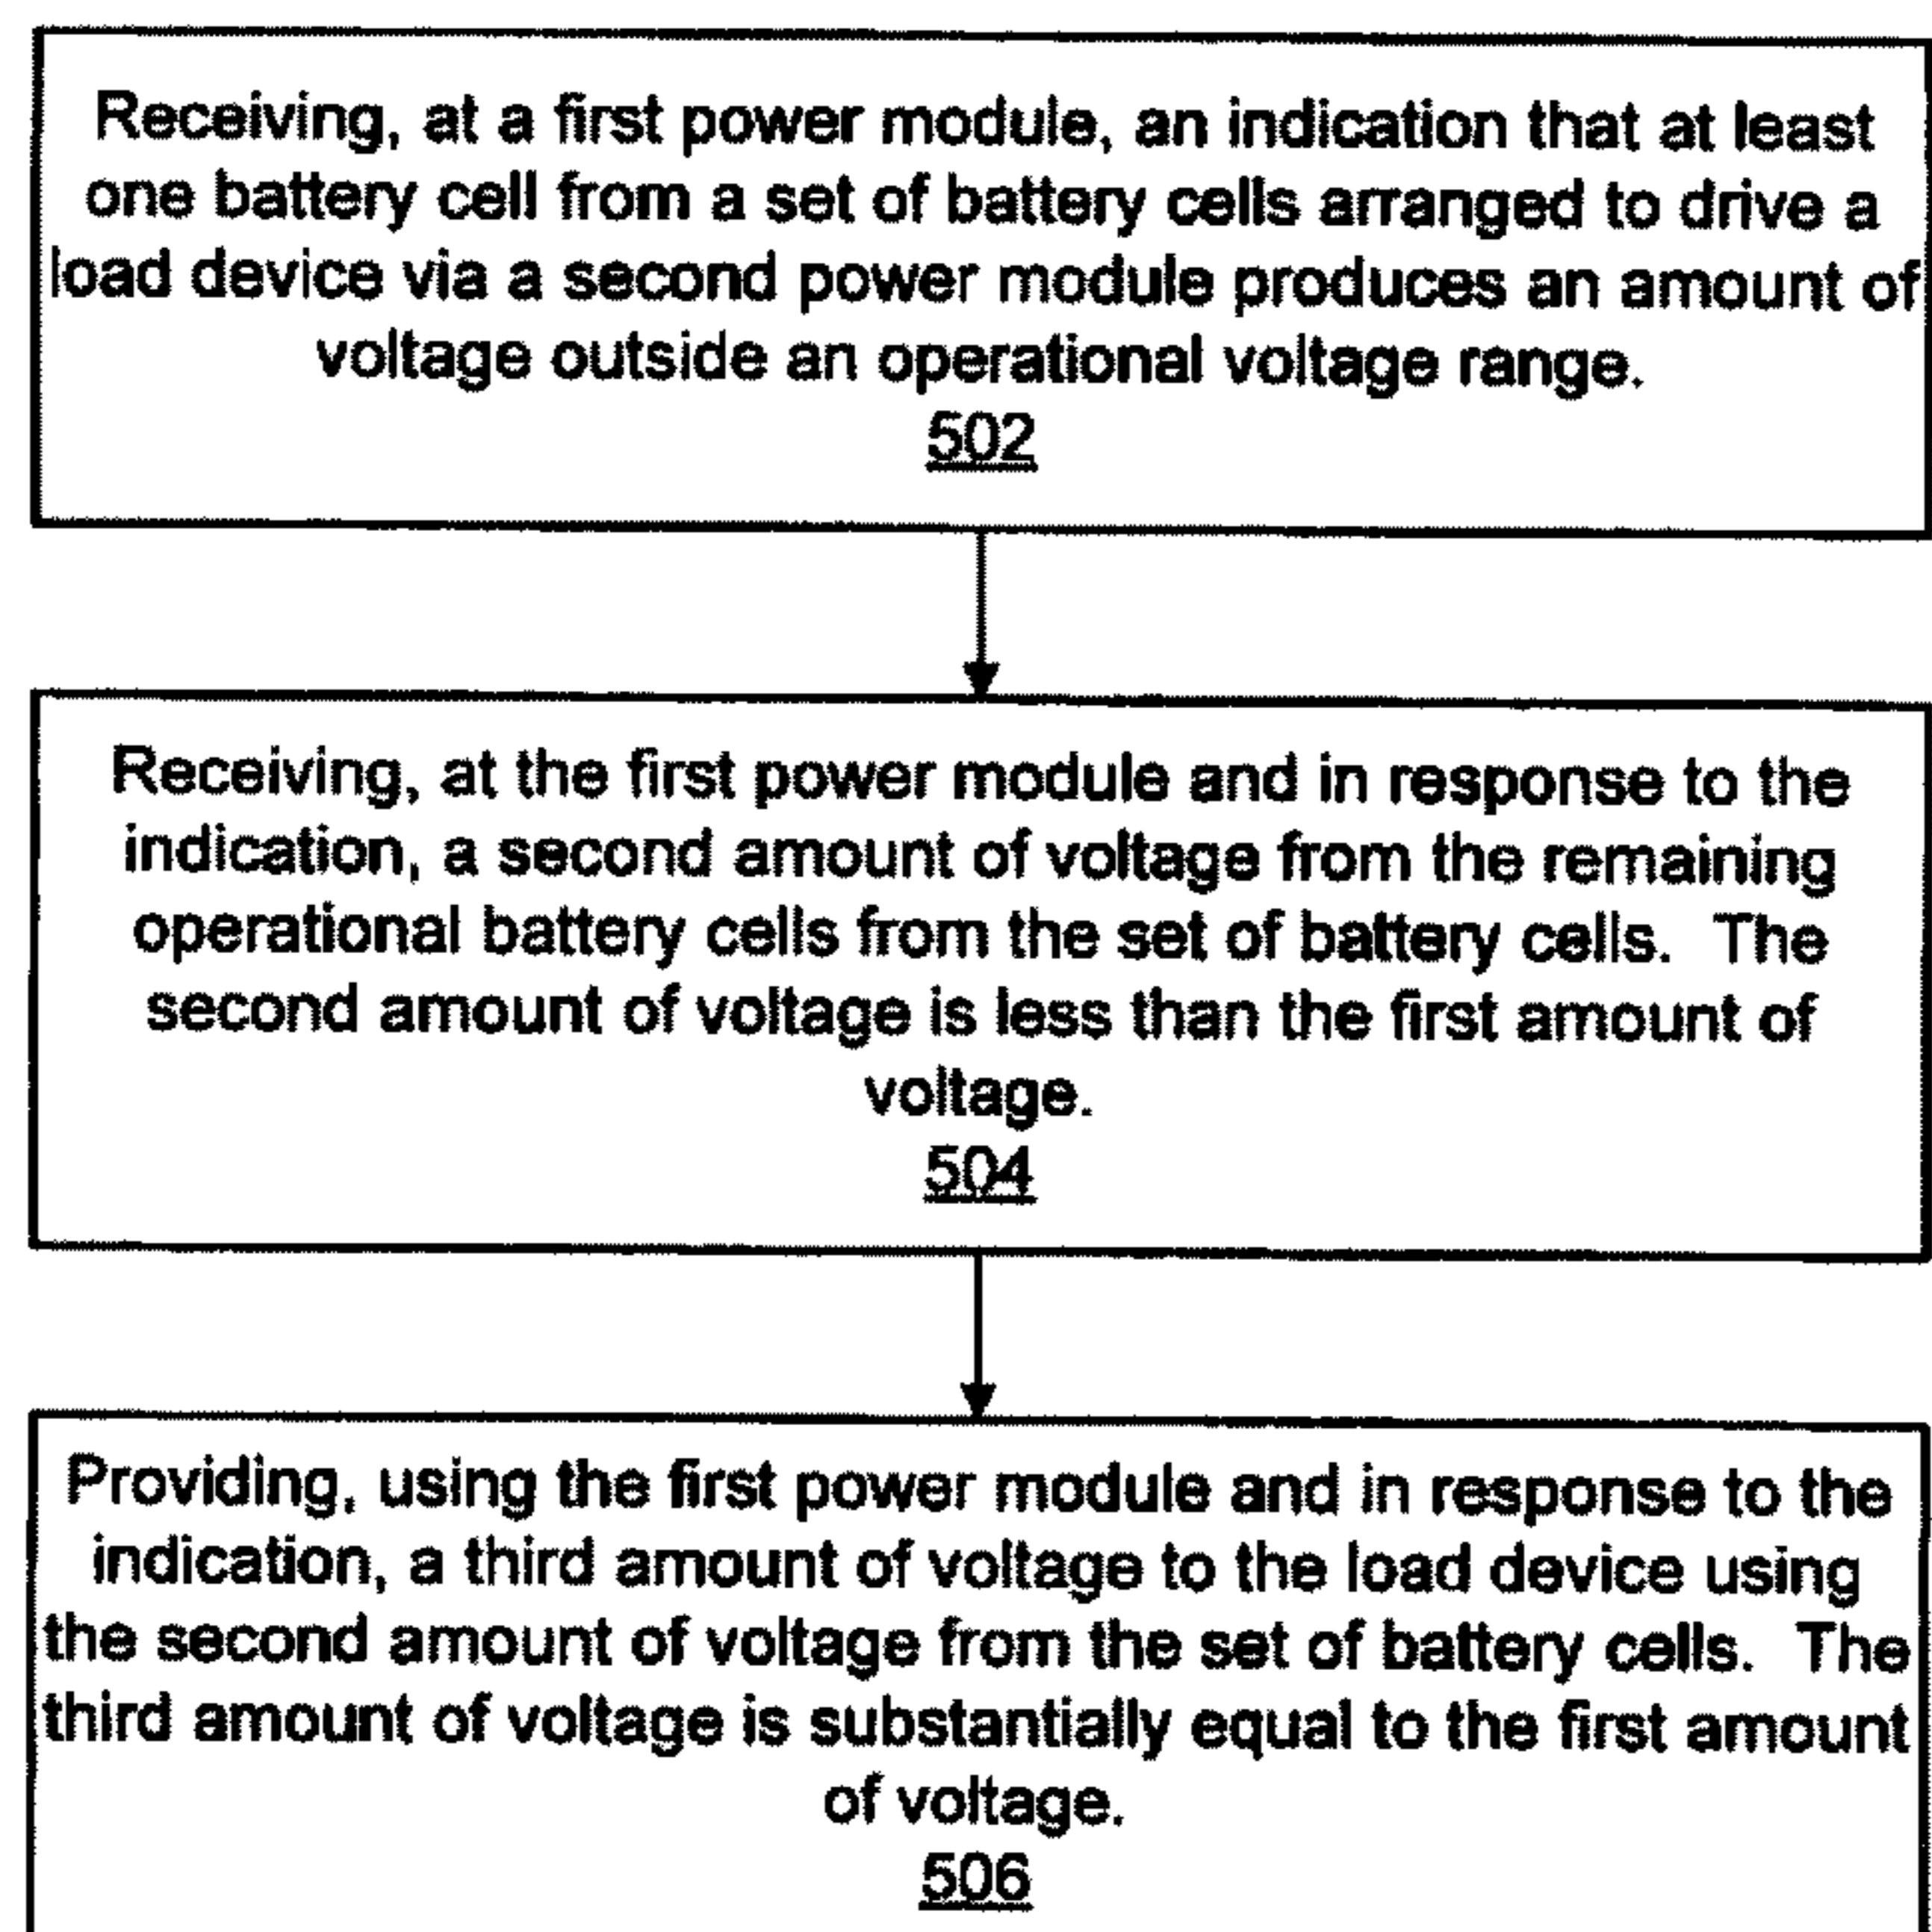 Receiving, at a first power module, an indication that at least
one battery cell from a set of battery cells arranged to drive a
load device via a second power module produces an amount of
voltage outside an operational voltage range.
502
Receiving, at the first power module and in response to the
indication, a second amount of voltage from the remaining
operational battery cells from the set of battery cells. The
second amount of voltage is less than the first amount of
voltage.
504
Providing, using the first power module and in response to the
indication, a third amount of voltage to the load device using
the second amount of voltage from the set of battery cells. The
third amount of voltage is substantially equal to the first amount
of voltage.
506